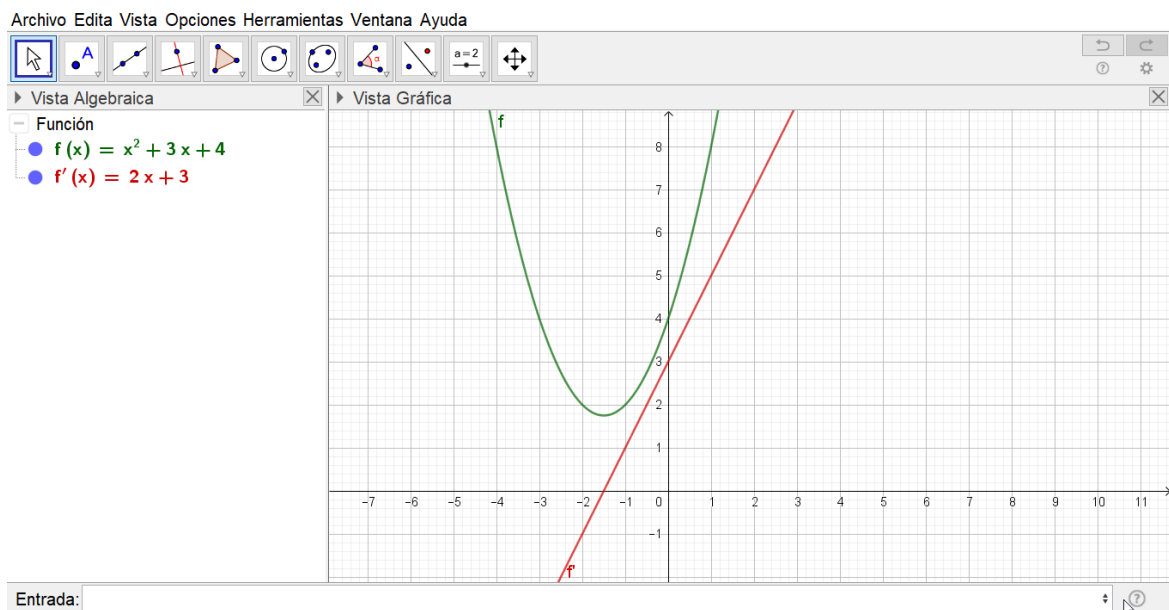 Archivo Edita Vista Opciones Herramientas Ventana Ayuda
A
α
a=2
Vista Algebraica
Vista Gráfica
Función
f (x) = x² + 3 x + 4
f′ (x) = 2 x + 3
f
8
7
6
5
4
3
2
1
−7 −6 −5 −4 −3 −2 −1 0 1 2 3 4 5 6 7 8 9 10 11
−1
f'
Entrada: